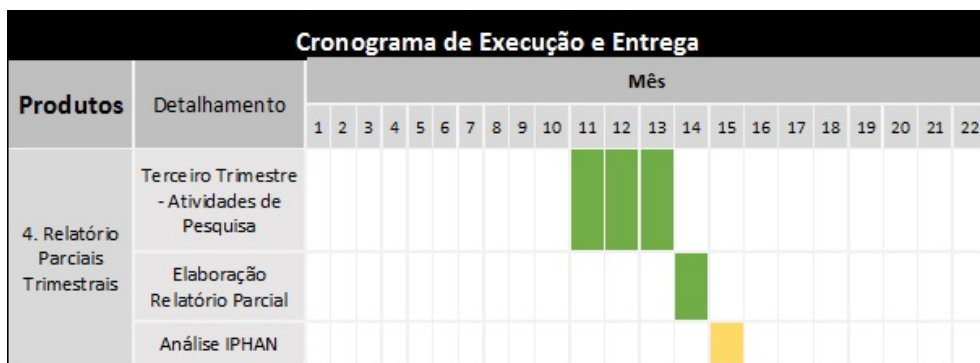 Cronograma de Execução e Entrega
Produtos
Detalhamento
Mês
1 2 3 4 5 6 7 8 9 10 11 12 13 14 15 16 17 18 19 20 21 22
4. Relatório
Parciais
Trimestrais
Terceiro Trimestre
- Atividades de
Pesquisa
Elaboração
Relatório Parcial
Análise IPHAN